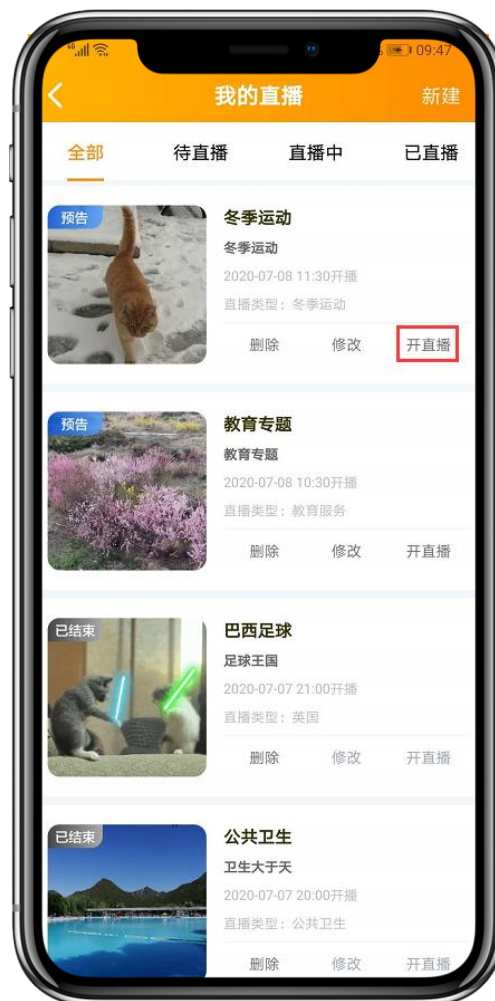 09:47
我的直播
新建
全部
待直播
直播中
已直播
预告
冬季运动
冬季运动
2020-07-08 11:30开播
直播类型：冬季运动
删除
修改
开直播
预告
教育专题
教育专题
2020-07-08 10:30开播
直播类型：教育服务
删除
修改
开直播
已结束
巴西足球
足球王国
2020-07-07 21:00开播
直播类型：英国
删除
修改
开直播
已结束
公共卫生
卫生大于天
2020-07-07 20:00开播
直播类型：公共卫生
删除
修改
开直播